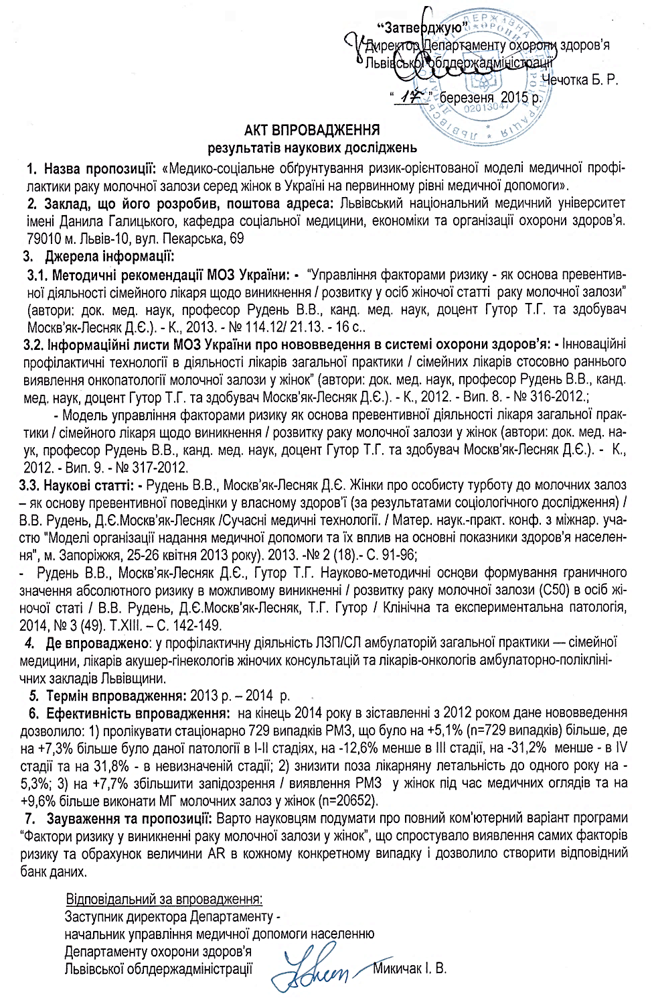 “Затверджую”
Директор Департаменту охорони здоров’я
Львівської облдержадміністрації
Чечотка Б. Р.
“ 17 ” березеня 2015 р.
02013047
АКТ ВПРОВАДЖЕННЯ
результатів наукових досліджень
1. Назва пропозиції: «Медико-соціальне обґрунтування ризик-орієнтованої моделі медичної профі-
лактики раку молочної залози серед жінок в Україні на первинному рівні медичної допомоги».
2. Заклад, що його розробив, поштова адреса: Львівський національний медичний університет
імені Данила Галицького, кафедра соціальної медицини, економіки та організації охорони здоров’я.
79010 м. Львів-10, вул. Пекарська, 69
3. Джерела інформації:
3.1. Методичні рекомендації МОЗ України: - “Управління факторами ризику - як основа превентив-
ної діяльності сімейного лікаря щодо виникнення / розвитку у осіб жіночої статті раку молочної залози”
(автори: док. мед. наук, професор Рудень В.В., канд. мед. наук, доцент Гутор Т.Г. та здобувач
Москв’як-Лесняк Д.Є.). - К., 2013. - № 114.12/ 21.13. - 16 с..
3.2. Інформаційні листи МОЗ України про нововведення в системі охорони здоров’я: - Інноваційні
профілактичні технології в діяльності лікарів загальної практики / сімейних лікарів стосовно раннього
виявлення онкопатології молочної залози у жінок” (автори: док. мед. наук, професор Рудень В.В., канд.
мед. наук, доцент Гутор Т.Г. та здобувач Москв’як-Лесняк Д.Є.). - К., 2012. - Вип. 8. - № 316-2012.;
- Модель управління факторами ризику як основа превентивної діяльності лікаря загальної прак-
тики / сімейного лікаря щодо виникнення / розвитку раку молочної залози у жінок (автори: док. мед. на-
ук, професор Рудень В.В., канд. мед. наук, доцент Гутор Т.Г. та здобувач Москв’як-Лесняк Д.Є.). - К.,
2012. - Вип. 9. - № 317-2012.
3.3. Наукові статті: - Рудень В.В., Москв’як-Лесняк Д.Є. Жінки про особисту турботу до молочних залоз
– як основу превентивної поведінки у власному здоров’ї (за результатами соціологічного дослідження) /
В.В. Рудень, Д.Є.Москв’як-Лесняк /Сучасні медичні технології. / Матер. наук.-практ. конф. з міжнар. уча-
стю "Моделі організації надання медичної допомоги та їх вплив на основні показники здоров’я населен-
ня", м. Запоріжжя, 25-26 квітня 2013 року). 2013. -№ 2 (18).- С. 91-96;
- Рудень В.В., Москв’як-Лесняк Д.Є., Гутор Т.Г. Науково-методичні основи формування граничного
значення абсолютного ризику в можливому виникненні / розвитку раку молочної залози (С50) в осіб жі-
ночої статі / В.В. Рудень, Д.Є.Москв’як-Лесняк, Т.Г. Гутор / Клінічна та експериментальна патологія,
2014, № 3 (49). Т.XIII. – С. 142-149.
4. Де впроваджено: у профілактичну діяльність ЛЗП/СЛ амбулаторій загальної практики — сімейної
медицини, лікарів акушер-гінекологів жіночих консультацій та лікарів-онкологів амбулаторно-полікліні-
чних закладів Львівщини.
5. Термін впровадження: 2013 р. – 2014 р.
6. Ефективність впровадження: на кінець 2014 року в зіставленні з 2012 роком дане нововведення
дозволило: 1) пролікувати стаціонарно 729 випадків РМЗ, що було на +5,1% (n=729 випадків) більше, де
на +7,3% більше було даної патології в I-II стадіях, на -12,6% менше в III стадії, на -31,2% менше - в IV
стадії та на 31,8% - в невизначеній стадії; 2) знизити поза лікарняну летальність до одного року на -
5,3%; 3) на +7,7% збільшити запідозрення / виявлення РМЗ у жінок під час медичних оглядів та на
+9,6% більше виконати МГ молочних залоз у жінок (n=20652).
7. Зауваження та пропозиції: Варто науковцям подумати про повний ком’ютерний варіант програми
“Фактори ризику у виникненні раку молочної залози у жінок”, що спростувало виявлення самих факторів
ризику та обрахунок величини AR в кожному конкретному випадку і дозволило створити відповідний
банк даних.
Відповідальний за впровадження:
Заступник директора Департаменту -
начальник управління медичної допомоги населенню
Департаменту охорони здоров’я
Львівської облдержадміністрації Микичак І. В.